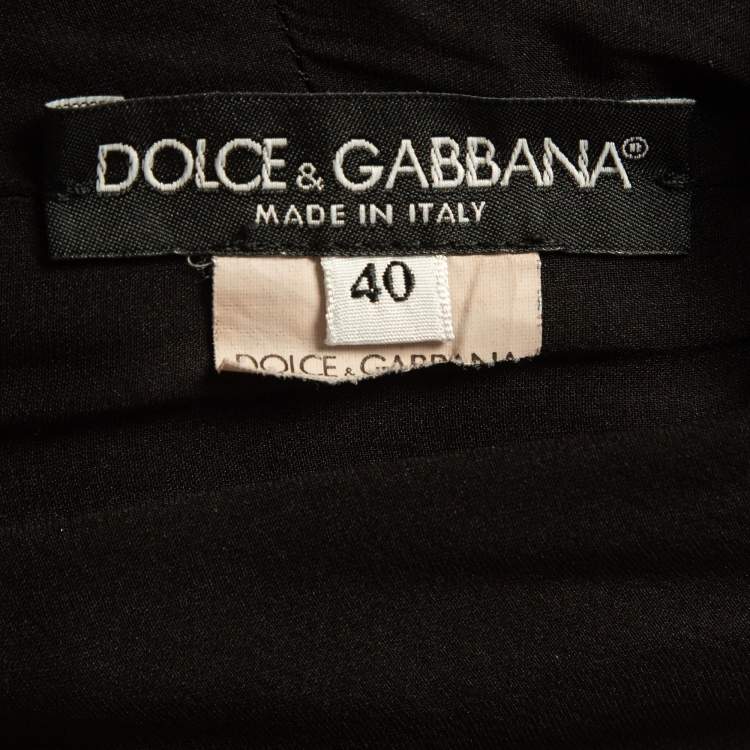 DOLCE & GABBANA®
MADE IN ITALY
40
DOLCE & GABBANA